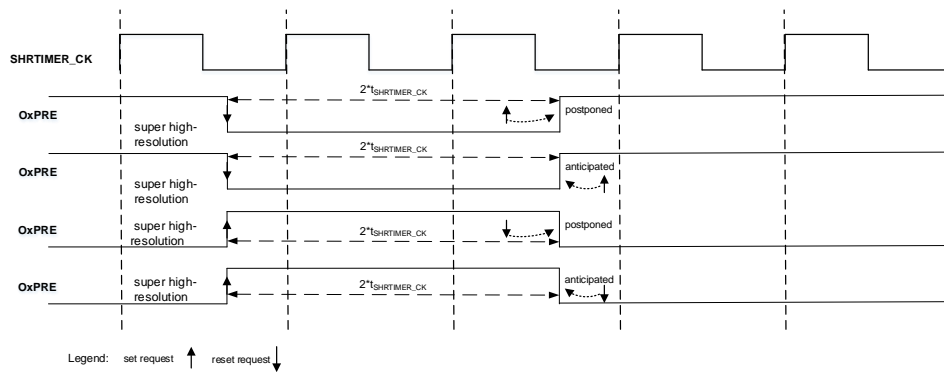 SHRTIMER_CK
2*tSHRTIMER_CK
OxPRE
postponed
super high-
resolution
2*tSHRTIMER_CK
OxPRE
anticipated
super high-
resolution
OxPRE
super high-
resolution
2*tSHRTIMER_CK
postponed
OxPRE
super high-
resolution
2*tSHRTIMER_CK
anticipated
Legend: set request reset request